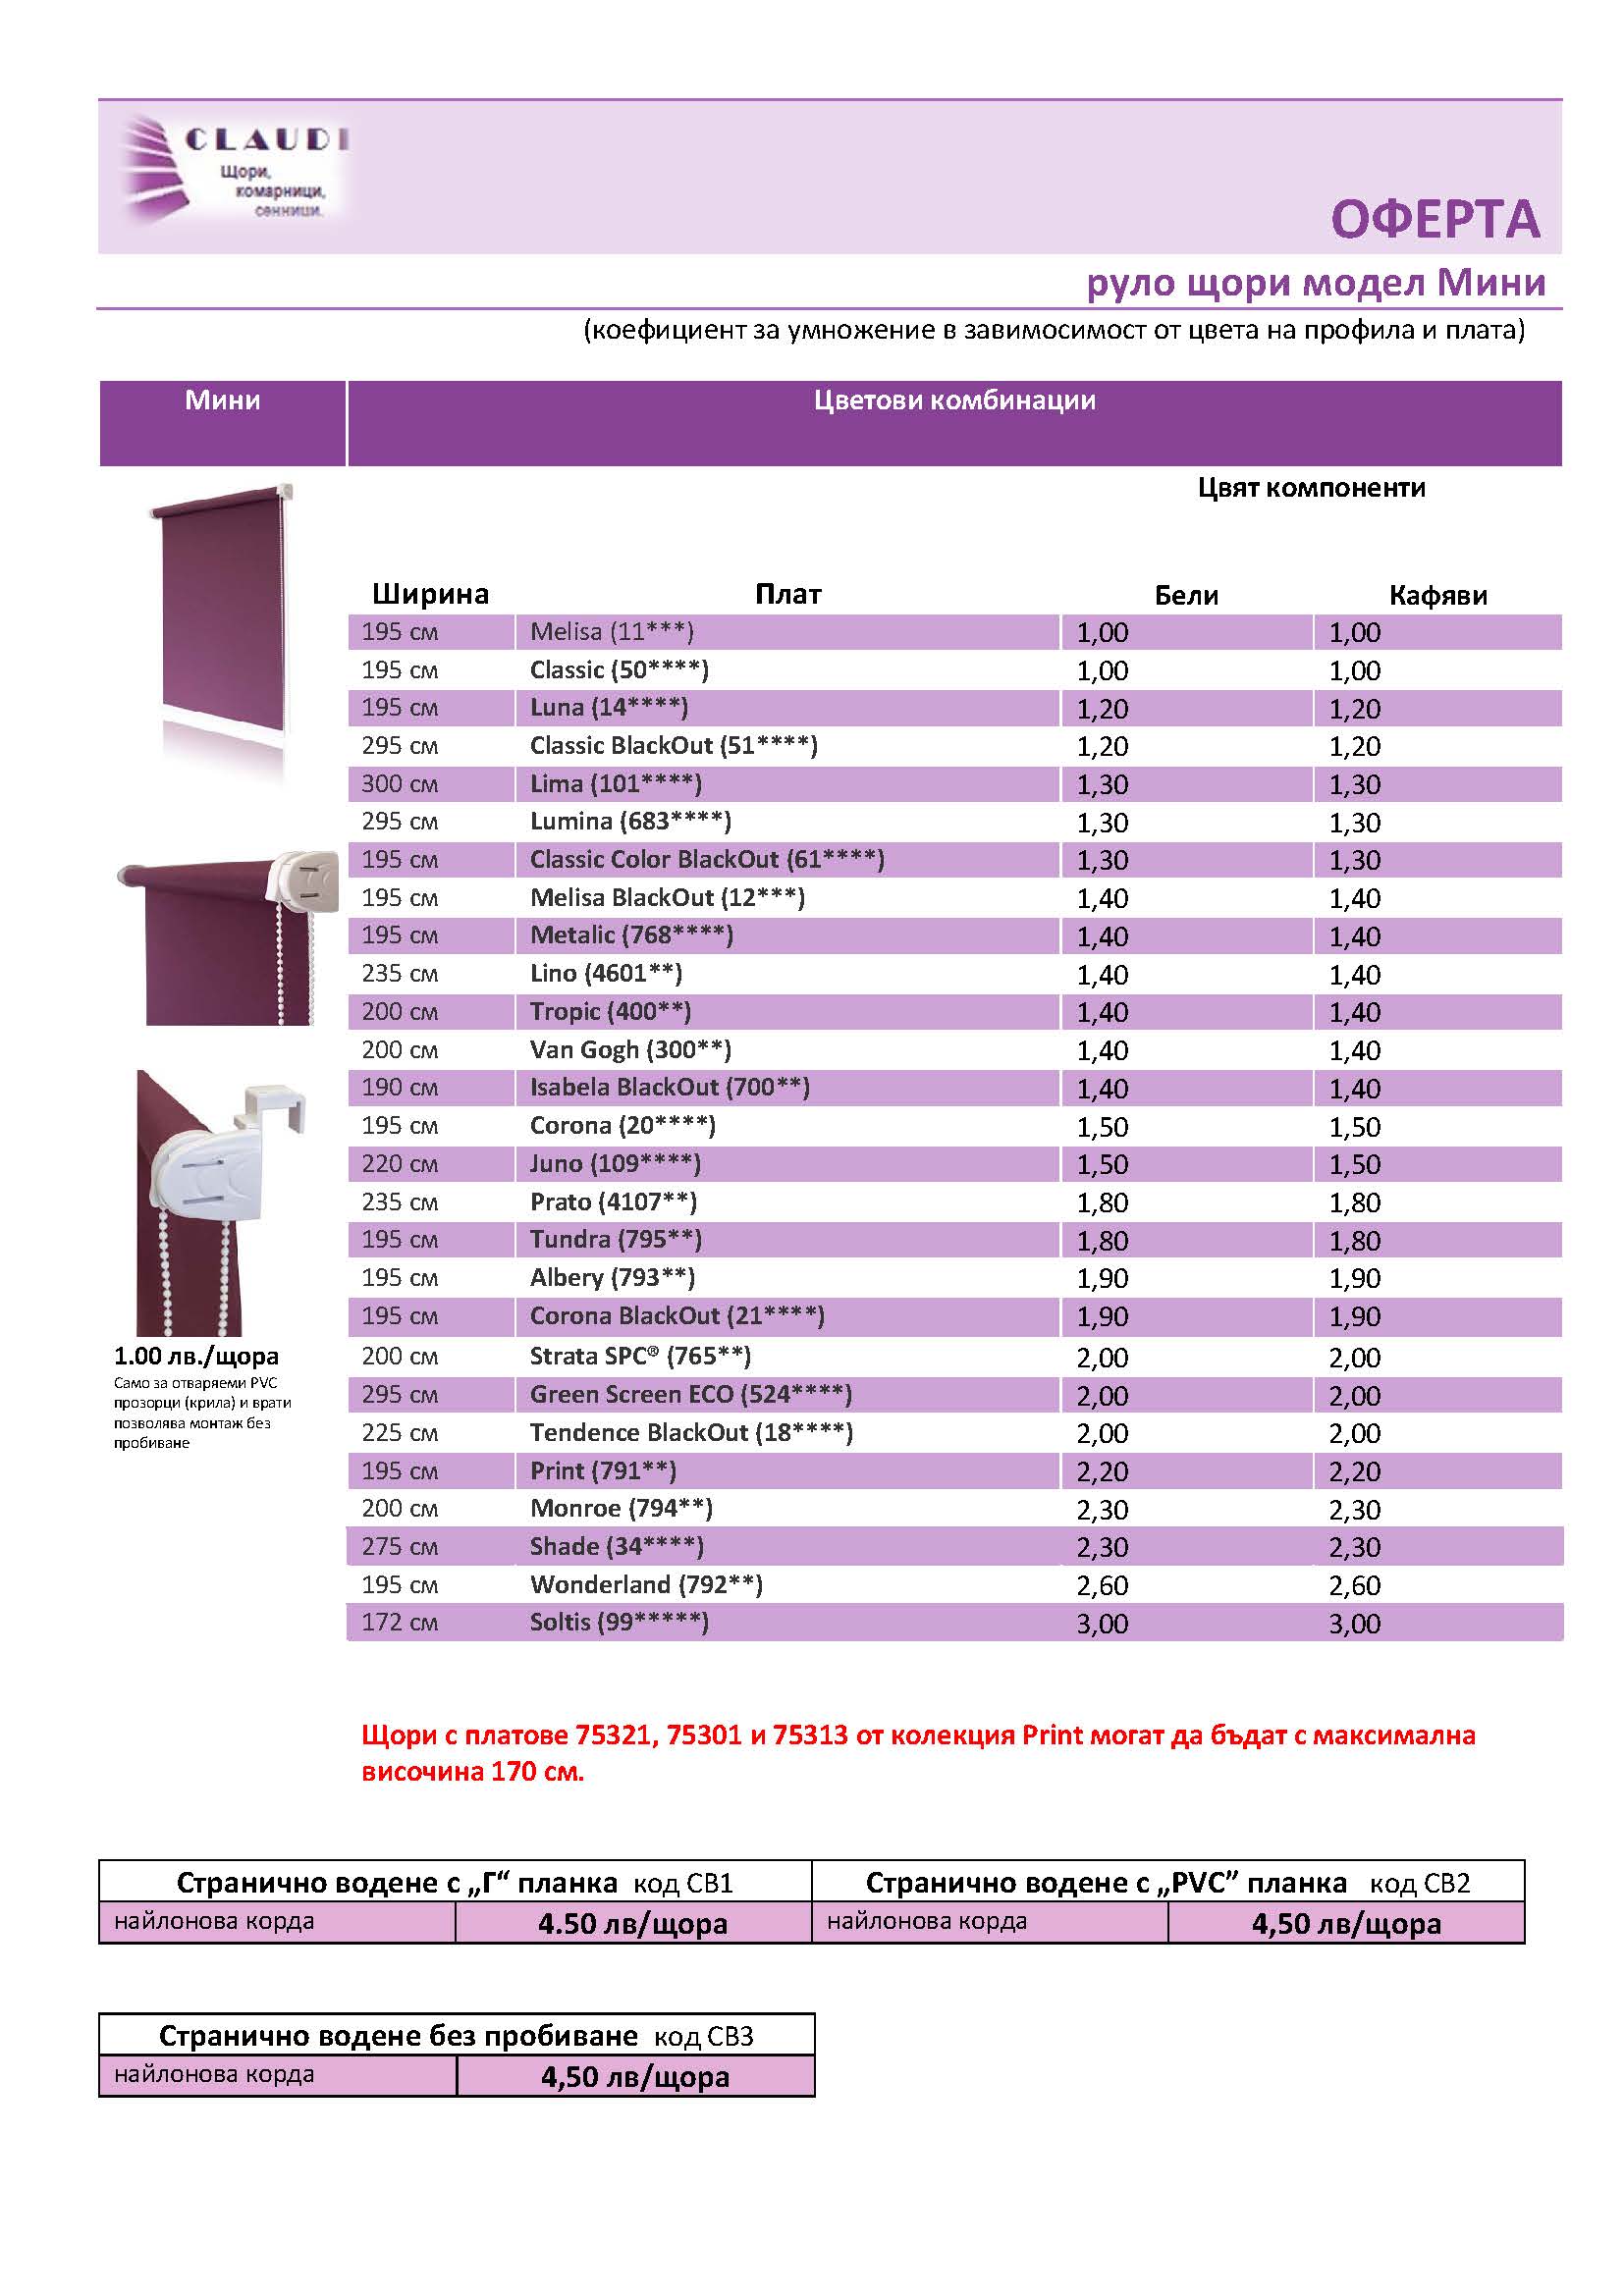 CLAUDI
Щори,
комарници,
сенници.
ОФЕРТА
руло щори модел Мини
(коефициент за умножение в завимосимост от цвета на профила и плата)
Мини Цветови комбинации
Цвят компоненти
Ширина Плат Бели Кафяви
195 см Melisa (11***) 1,00 1,00
195 см Classic (50****) 1,00 1,00
195 см Luna (14****) 1,20 1,20
295 см Classic BlackOut (51****) 1,20 1,20
300 см Lima (101****) 1,30 1,30
295 см Lumina (683****) 1,30 1,30
195 см Classic Color BlackOut (61****) 1,30 1,30
195 см Melisa BlackOut (12***) 1,40 1,40
195 см Metalic (768****) 1,40 1,40
235 см Lino (4601**) 1,40 1,40
200 см Tropic (400**) 1,40 1,40
200 см Van Gogh (300**) 1,40 1,40
190 см Isabela BlackOut (700**) 1,40 1,40
195 см Corona (20****) 1,50 1,50
220 см Juno (109****) 1,50 1,50
235 см Prato (4107**) 1,80 1,80
195 см Tundra (795**) 1,80 1,80
195 см Albery (793**) 1,90 1,90
195 см Corona BlackOut (21****) 1,90 1,90
200 см Strata SPC® (765**) 2,00 2,00
295 см Green Screen ECO (524****) 2,00 2,00
225 см Tendence BlackOut (18****) 2,00 2,00
195 см Print (791**) 2,20 2,20
200 см Monroe (794**) 2,30 2,30
275 см Shade (34****) 2,30 2,30
195 см Wonderland (792**) 2,60 2,60
172 см Soltis (99*****) 3,00 3,00
1.00 лв./щора
Само за отваряеми PVC
прозорци (крила) и врати
позволява монтаж без
пробиване
Щори с платове 75321, 75301 и 75313 от колекция Print могат да бъдат с максимална
височина 170 см.
Странично водене с „Г“ планка код СВ1 Странично водене с „PVC” планка код СВ2
найлонова корда 4.50 лв/щора найлонова корда 4,50 лв/щора
Странично водене без пробиване код СВ3
найлонова корда 4,50 лв/щора